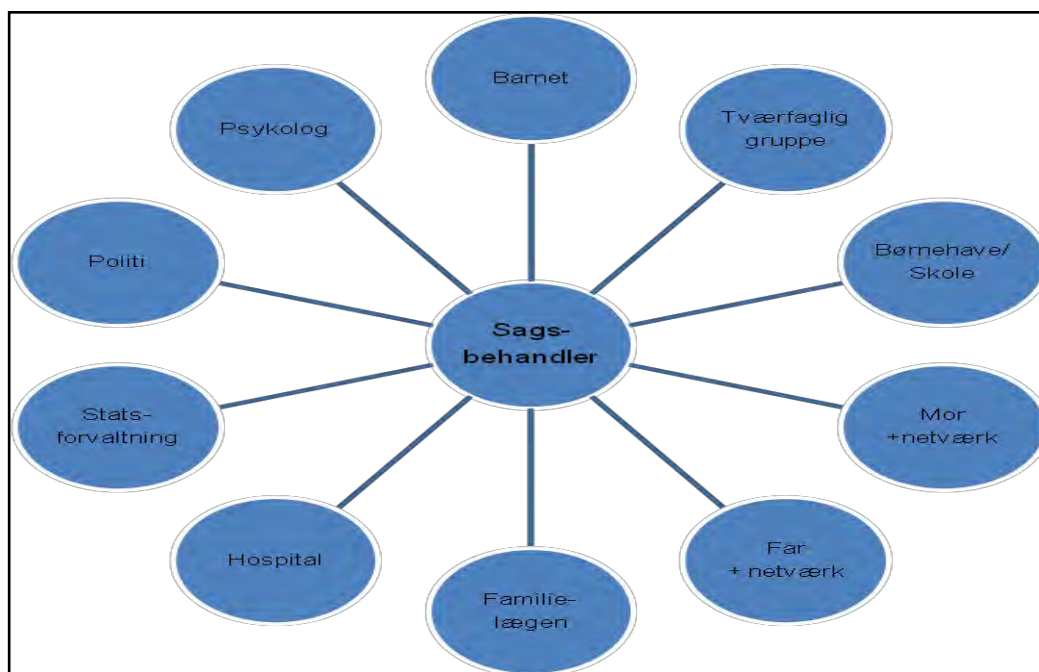 Barnet
Tværfaglig
gruppe
Børnehave/
Skole
Mor
+netværk
Far
+ netværk
Familie-
lægen
Hospital
Stats-
forvaltning
Politi
Psykolog
Sags-
behandler